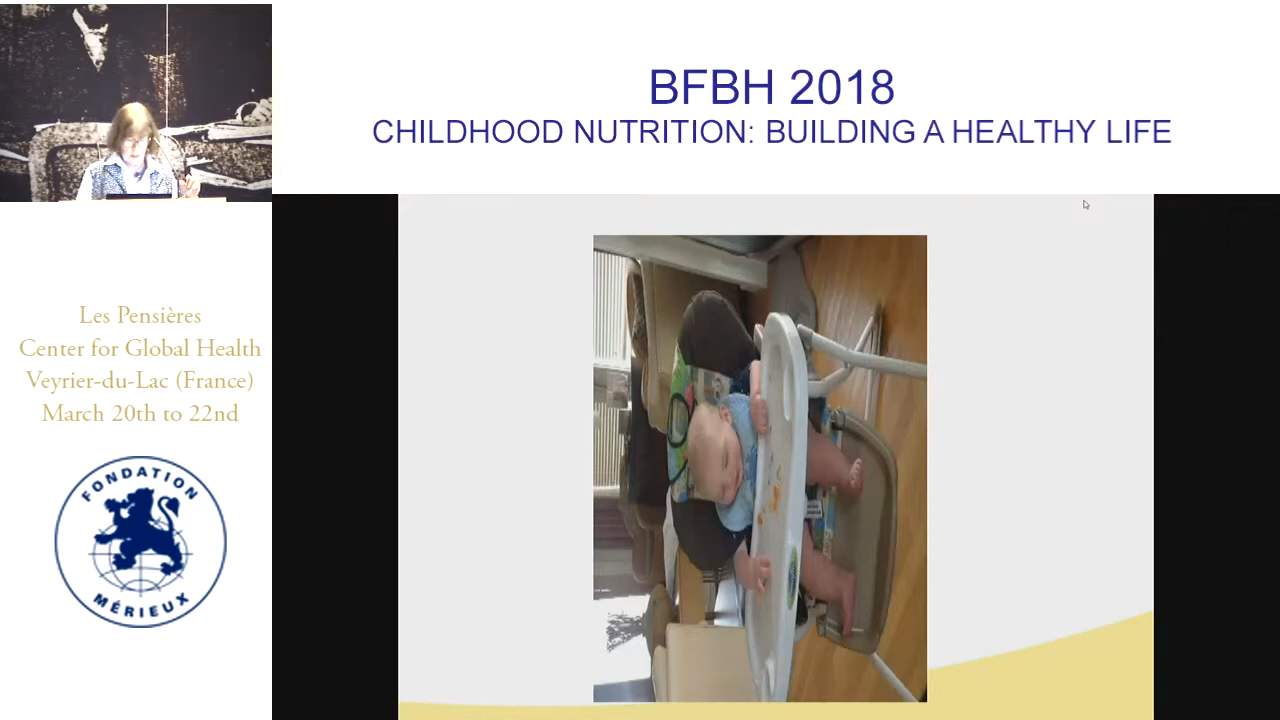 BFBH 2018
CHILDHOOD NUTRITION: BUILDING A HEALTHY LIFE
Les Pensières
Center for Global Health
Veyrier-du-Lac (France)
March 20th to 22nd
FONDATION
MÉRIEUX